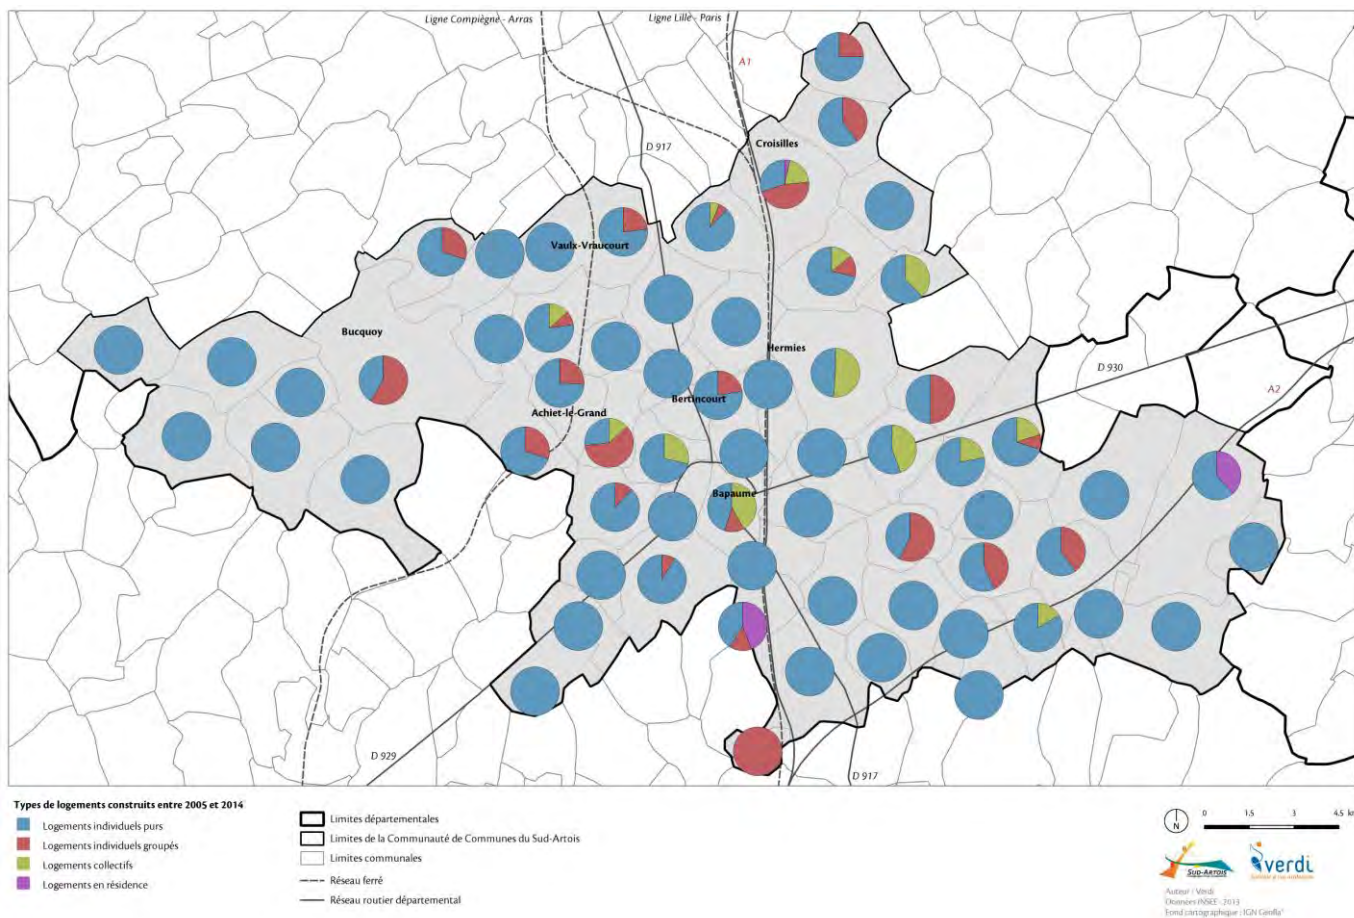 Ligne Compiègne - Arras
Ligne Lille - Paris
A1
D 917
Croisilles
Vaulx-Vraucourt
Bucquoy
Hermies
D 930
A2
Bertincourt
Achiet-le-Grand
Bapaume
D 929
D 917
Types de logements construits entre 2005 et 2014
Logements individuels purs
Logements individuels groupés
Logements collectifs
Logements en résidence
Limites départementales
Limites de la Communauté de Communes du Sud-Artois
Limites communales
Réseau ferré
Réseau routier départemental
N
0 1.5 3 4.5 k
SUD-ARTOIS
verdi
Auteur : Verdi
Données INSEE - 2013
Fond cartographique : IGN Géofla